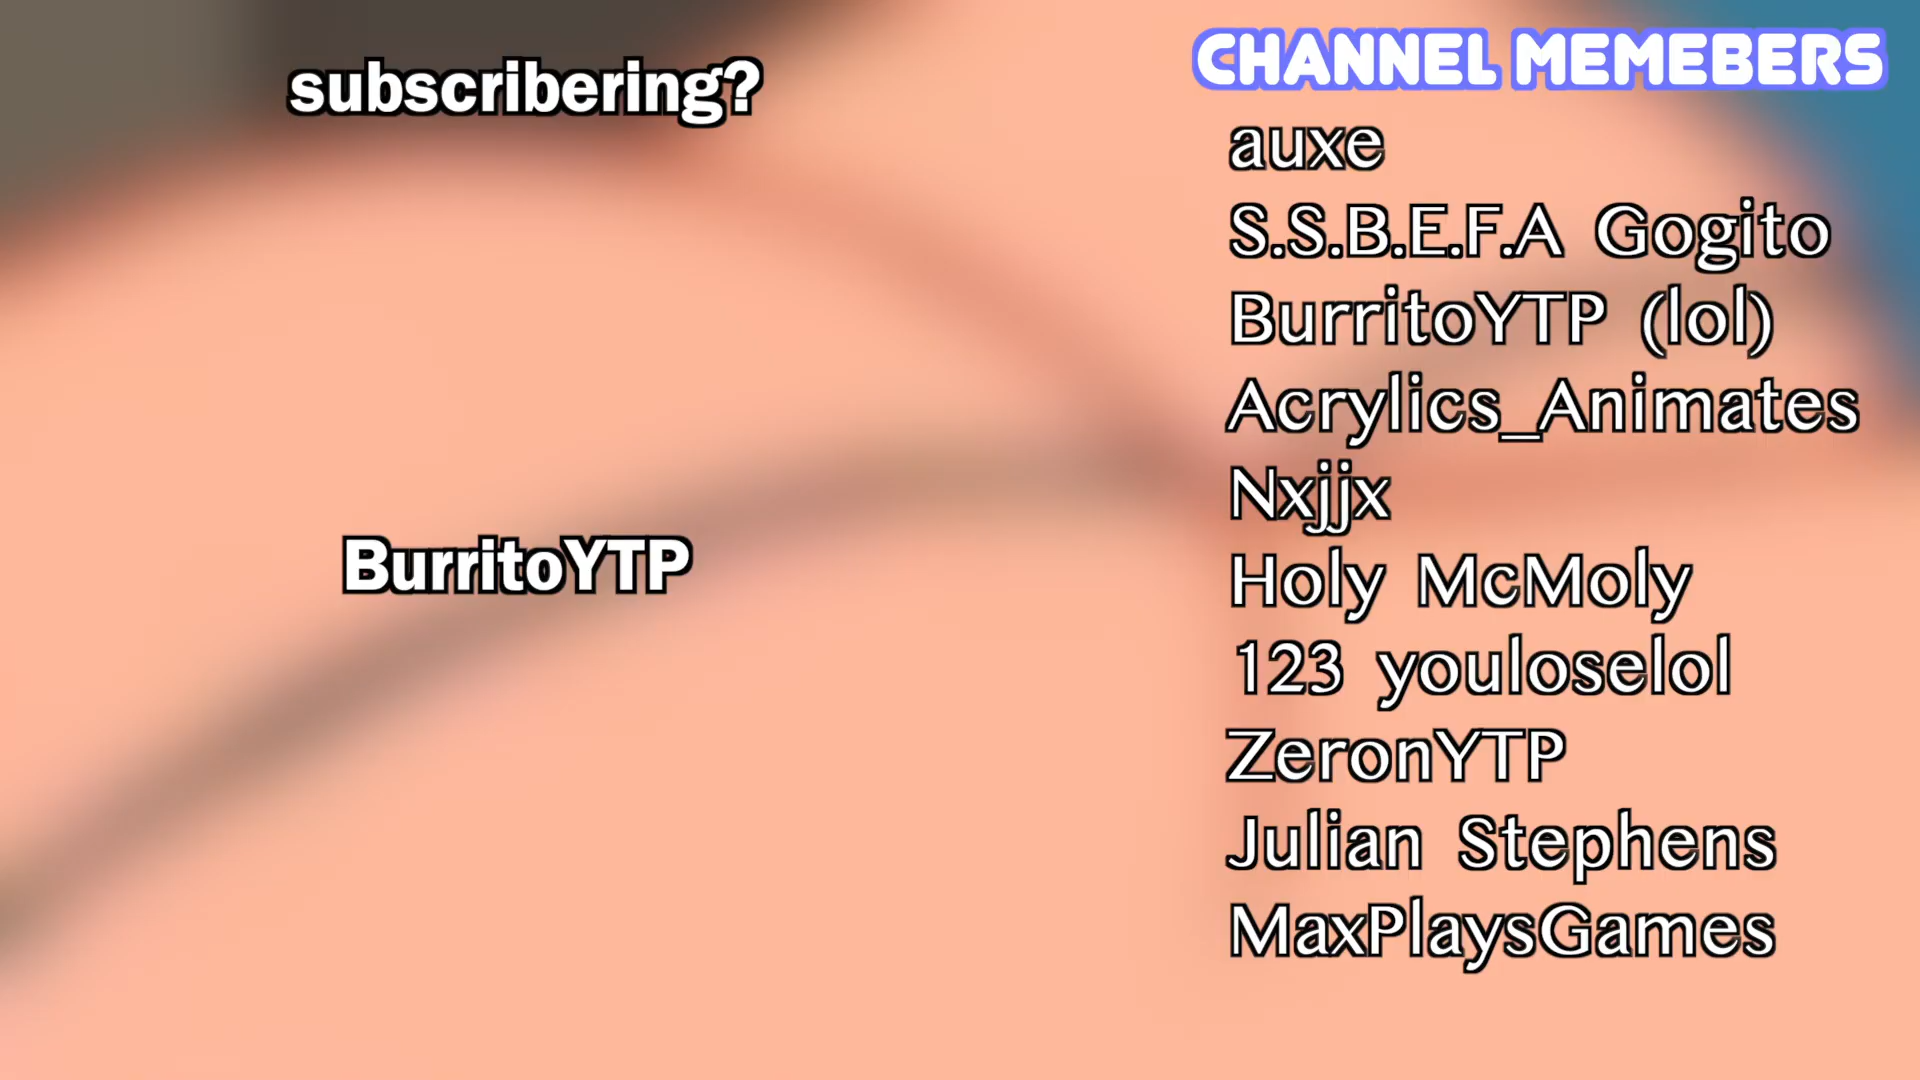 subscribering?
BurritoYTP
CHANNEL MEMEBERS
auxe
S.S.B.E.F.A Gogito
BurritoYTP (lol)
Acrylics_Animates
Nxjjx
Holy McMoly
123 youloselol
ZeronYTP
Julian Stephens
MaxPlaysGames